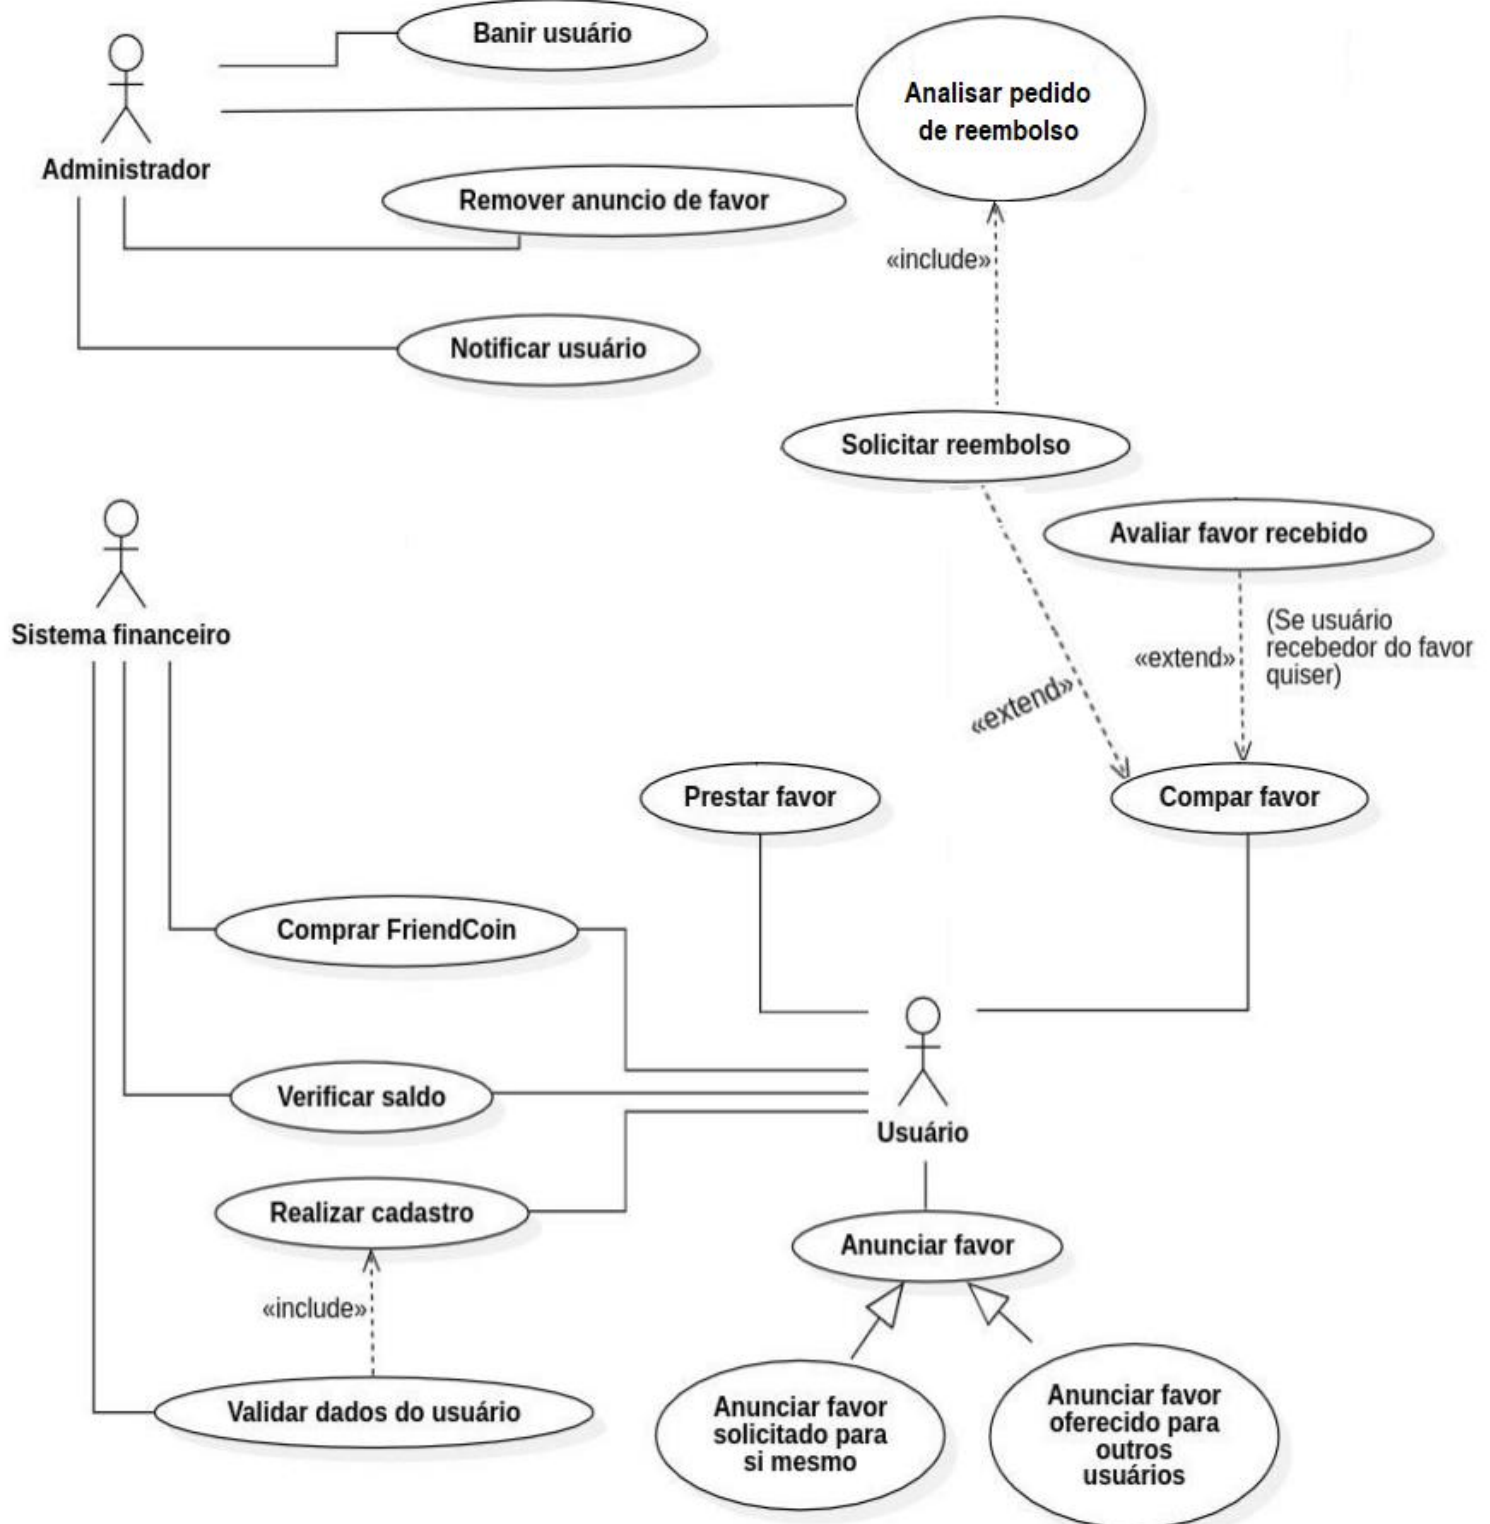 Banir usuário
Analisar pedido
de reembolso
Administrador
Remover anuncio de favor
«include»
Notificar usuário
Solicitar reembolso
Avaliar favor recebido
Sistema financeiro
(Se usuário
recebedor do favor
quiser)
«extend»
«extend»
Prestar favor
Compar favor
Comprar FriendCoin
Verificar saldo
Usuário
Realizar cadastro
Anunciar favor
«include»
Validar dados do usuário
Anunciar favor
solicitado para
si mesmo
Anunciar favor
oferecido para
outros
usuários